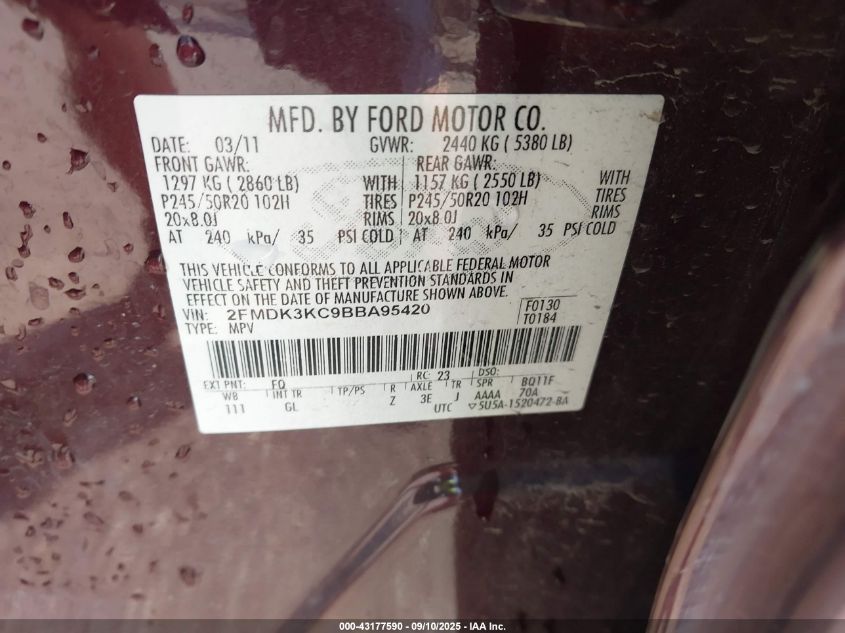 MFD. BY FORD MOTOR CO.
DATE: 03/11 GVWR: 2440 KG ( 5380 LB)
FRONT GAWR: REAR GAWR:
1297 KG ( 2860 LB) WITH 1157 KG ( 2550 LB) WITH
P245/50R20 102H TIRES P245/50R20 102H TIRES
20x8.0J RIMS 20x8.0J RIMS
AT 240 kPa/ 35 PSI COLD AT 240 kPa/ 35 PSI COLD
THIS VEHICLE CONFORMS TO ALL APPLICABLE FEDERAL MOTOR
VEHICLE SAFETY AND THEFT PREVENTION STANDARDS IN
EFFECT ON THE DATE OF MANUFACTURE SHOWN ABOVE.
VIN: 2FMDK3KC9BBA95420 F0130
TYPE: MPV T0184
EXT PNT: FQ RC: 23 DSO:
WB INT TR TP/PS R AXLE TR SPR BQ11F
111 GL Z 3E J AAAA 70A
UTC ▽5U5A-1520472-BA
000-43177590 - 09/10/2025 - IAA Inc.